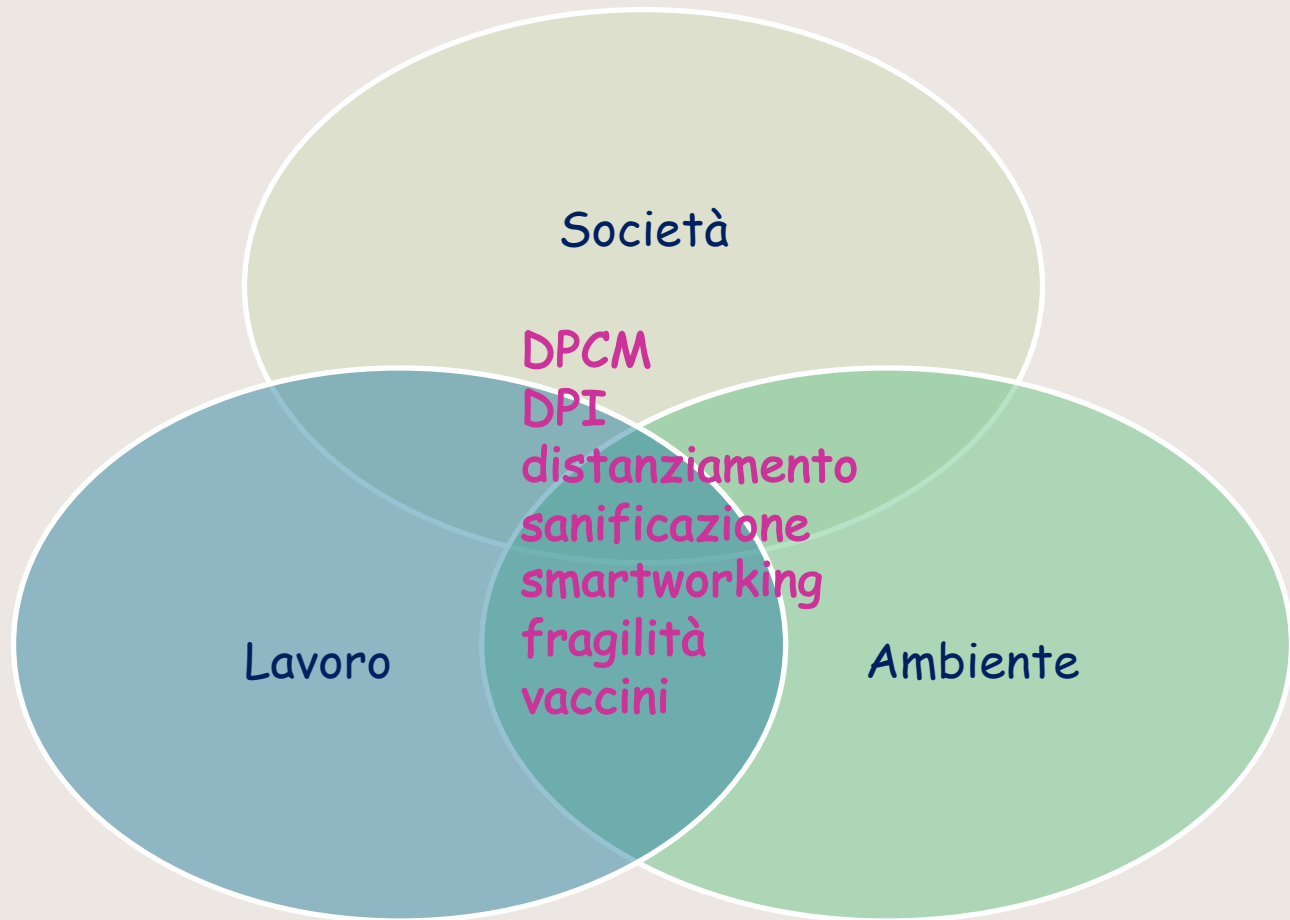 Società
DPCM
DPI
distanziamento
sanificazione
smartworking
fragilità
vaccini
Lavoro
Ambiente